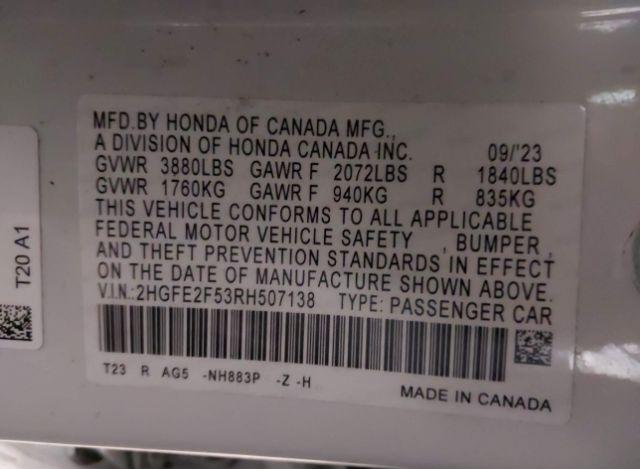 MFD.BY HONDA OF CANADA MFG.,
A DIVISION OF HONDA CANADA INC. 09/'23
GVWR 3880LBS GAWR F 2072LBS R 1840LBS
GVWR 1760KG GAWR F 940KG R 835KG
THIS VEHICLE CONFORMS TO ALL APPLICABLE
FEDERAL MOTOR VEHICLE SAFETY , BUMPER ,
AND THEFT PREVENTION STANDARDS IN EFFECT
ON THE DATE OF MANUFACTURE SHOWN ABOVE.
V.I.N.:2HGFE2F53RH507138 TYPE: PASSENGER CAR
T23 R AG5 -NH883P -Z -H
MADE IN CANADA
T20 A1